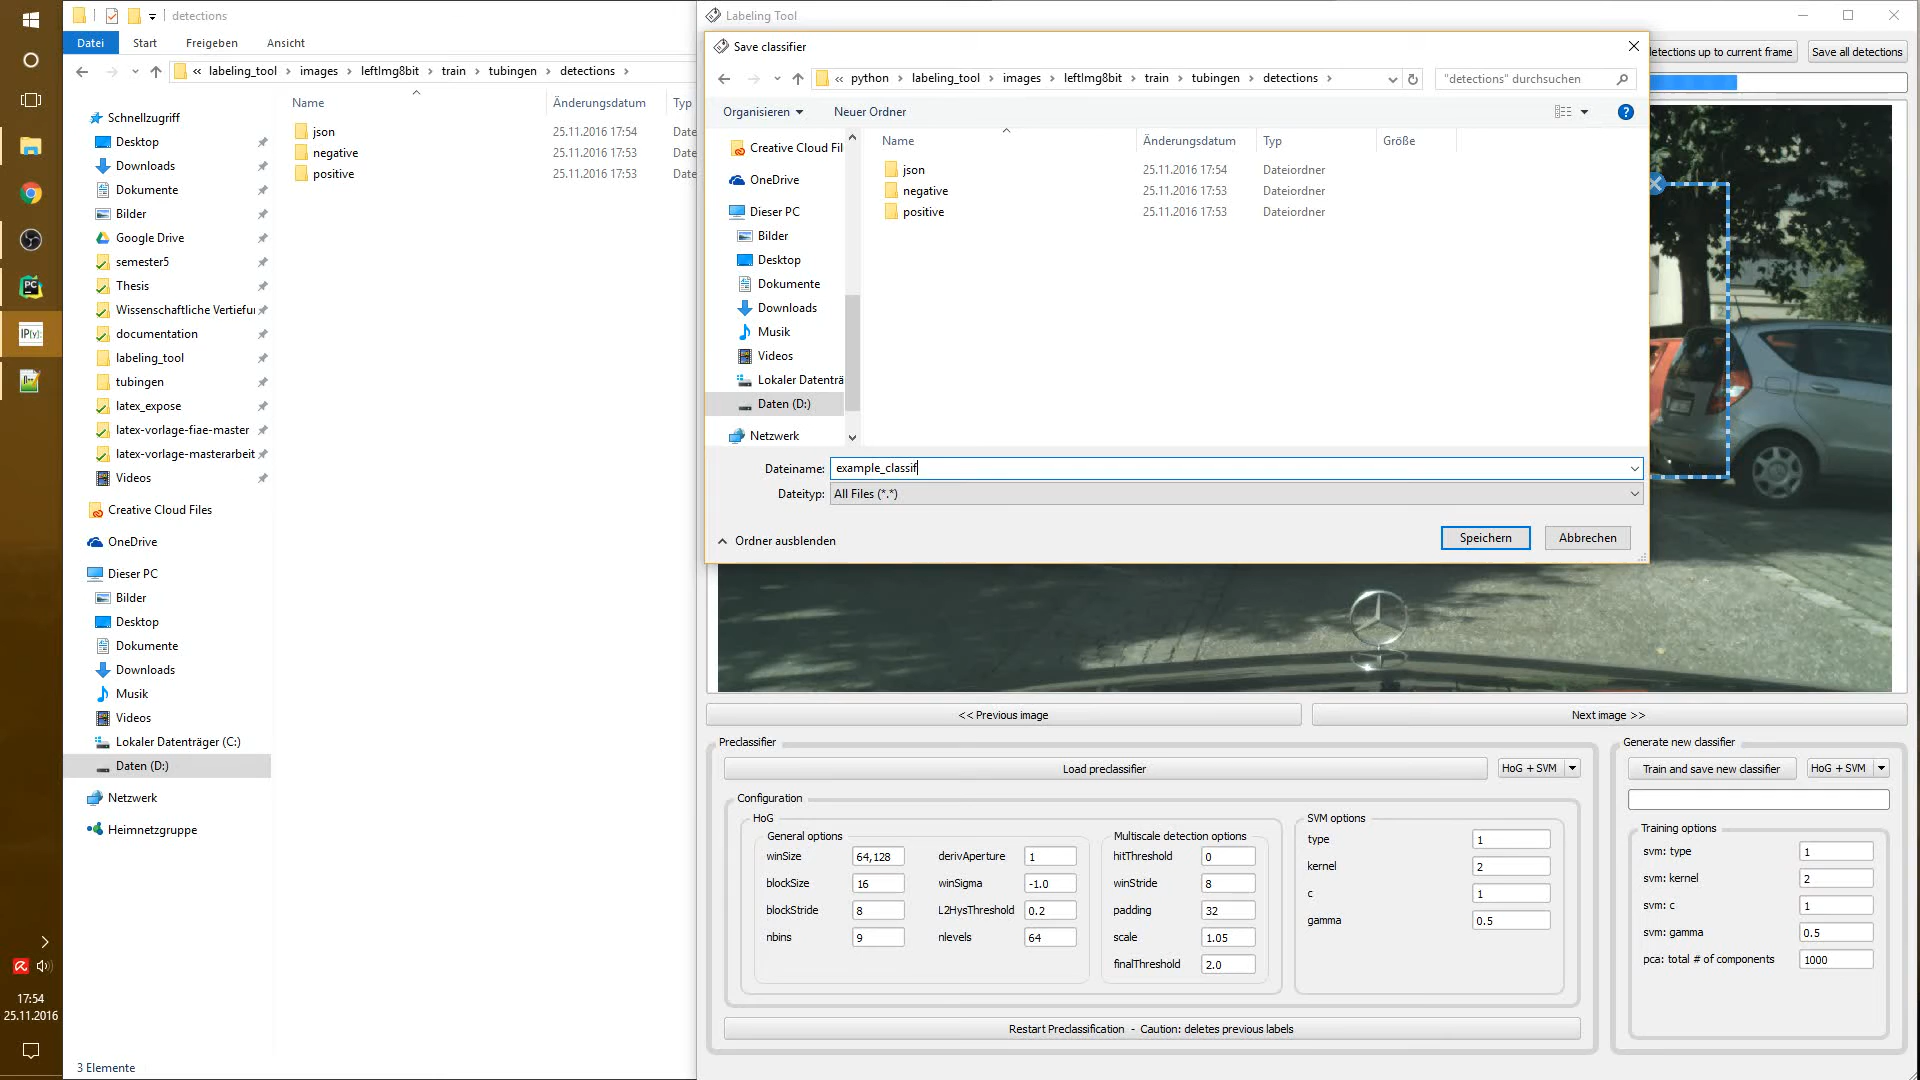 detections
Datei Start Freigeben Ansicht
« labeling_tool › images › leftImg8bit › train › tubingen › detections ›
Name Änderungsdatum Typ
Schnellzugriff
Desktop
Downloads
Dokumente
Bilder
Google Drive
semester5
Thesis
Wissenschaftliche Vertiefu
documentation
labeling_tool
tubingen
latex_expose
latex-vorlage-fiae-master
latex-vorlage-masterarbeit
Videos
Creative Cloud Files
OneDrive
Dieser PC
Bilder
Desktop
Dokumente
Downloads
Musik
Videos
Lokaler Datenträger (C:)
Daten (D:)
Netzwerk
Heimnetzgruppe
json 25.11.2016 17:54 Date
negative 25.11.2016 17:53 Date
positive 25.11.2016 17:53 Date
3 Elemente
PC
IP[y]:
17:54
25.11.2016
Labeling Tool
etections up to current frame Save all detections
Save classifier
« python › labeling_tool › images › leftImg8bit › train › tubingen › detections ›
"detections" durchsuchen
Organisieren Neuer Ordner
?
Creative Cloud Fil
OneDrive
Dieser PC
Bilder
Desktop
Dokumente
Downloads
Musik
Videos
Lokaler Datenträ
Daten (D:)
Netzwerk
Name Änderungsdatum Typ Größe
json 25.11.2016 17:54 Dateiordner
negative 25.11.2016 17:53 Dateiordner
positive 25.11.2016 17:53 Dateiordner
Dateiname: example_classif
Dateityp: All Files (*.*)
Ordner ausblenden
Speichern Abbrechen
<< Previous image Next image >>
Preclassifier
Load preclassifier HoG + SVM
Configuration
HoG
General options
winSize 64,128 derivAperture 1
blockSize 16 winSigma -1.0
blockStride 8 L2HysThreshold 0.2
nbins 9 nlevels 64
Multiscale detection options
hitThreshold 0
winStride 8
padding 32
scale 1.05
finalThreshold 2.0
SVM options
type 1
kernel 2
c 1
gamma 0.5
Restart Preclassification - Caution: deletes previous labels
Generate new classifier
Train and save new classifier HoG + SVM
Training options
svm: type 1
svm: kernel 2
svm: c 1
svm: gamma 0.5
pca: total # of components 1000